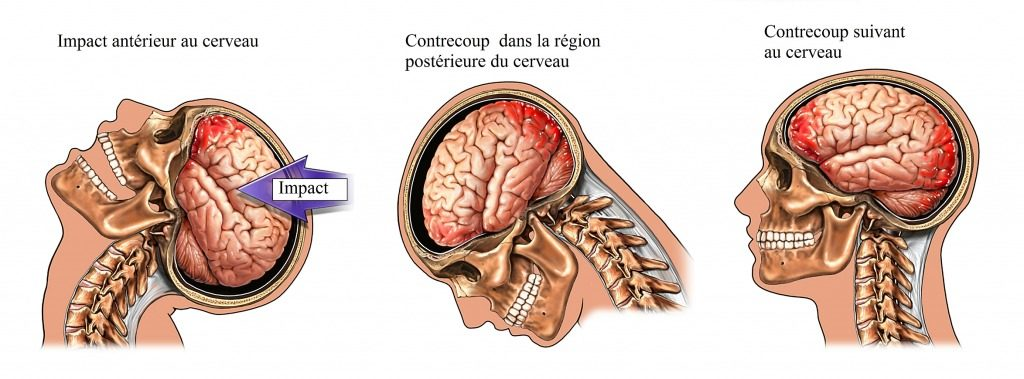 Impact antérieur au cerveau
Contrecoup dans la région
postérieure du cerveau
Contrecoup suivant
au cerveau
Impact